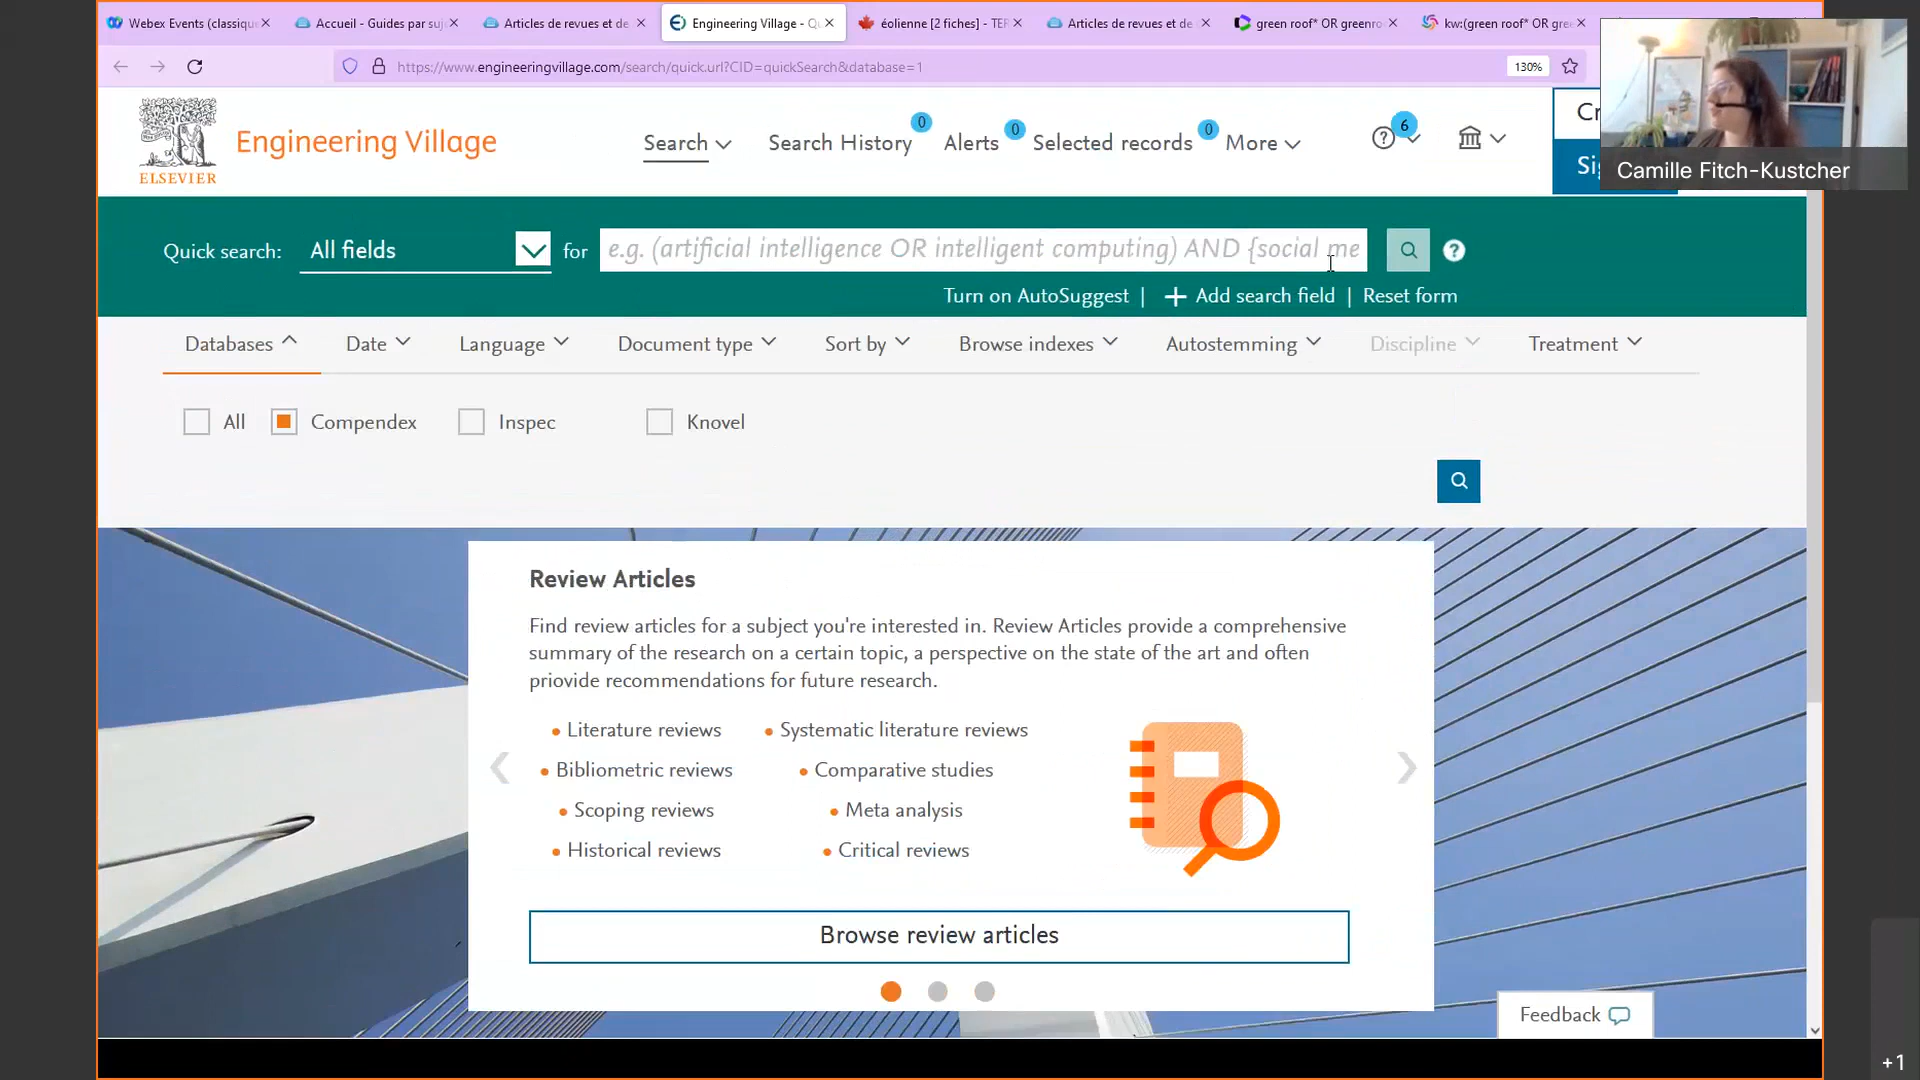 Webex Events (classique
Accueil - Guides par suj
Articles de revues et de
Engineering Village - Qu
éolienne [2 fiches] - TER
Articles de revues et de
green roof* OR greenro
kw:(green roof* OR gre
https://www.engineeringvillage.com/search/quick.url?CID=quickSearch&database=1
130%
ELSEVIER
Engineering Village
Search
Search History
0
Alerts
0
Selected records
0
More
6
Cr
Sig
Camille Fitch-Kustcher
Quick search:
All fields
for
e.g. (artificial intelligence OR intelligent computing) AND {social me
Turn on AutoSuggest | + Add search field | Reset form
Databases
Date
Language
Document type
Sort by
Browse indexes
Autostemming
Discipline
Treatment
All
Compendex
Inspec
Knovel
Review Articles
Find review articles for a subject you're interested in. Review Articles provide a comprehensive
summary of the research on a certain topic, a perspective on the state of the art and often
priovide recommendations for future research.
• Literature reviews
• Systematic literature reviews
• Bibliometric reviews
• Comparative studies
• Scoping reviews
• Meta analysis
• Historical reviews
• Critical reviews
Browse review articles
Feedback
+1